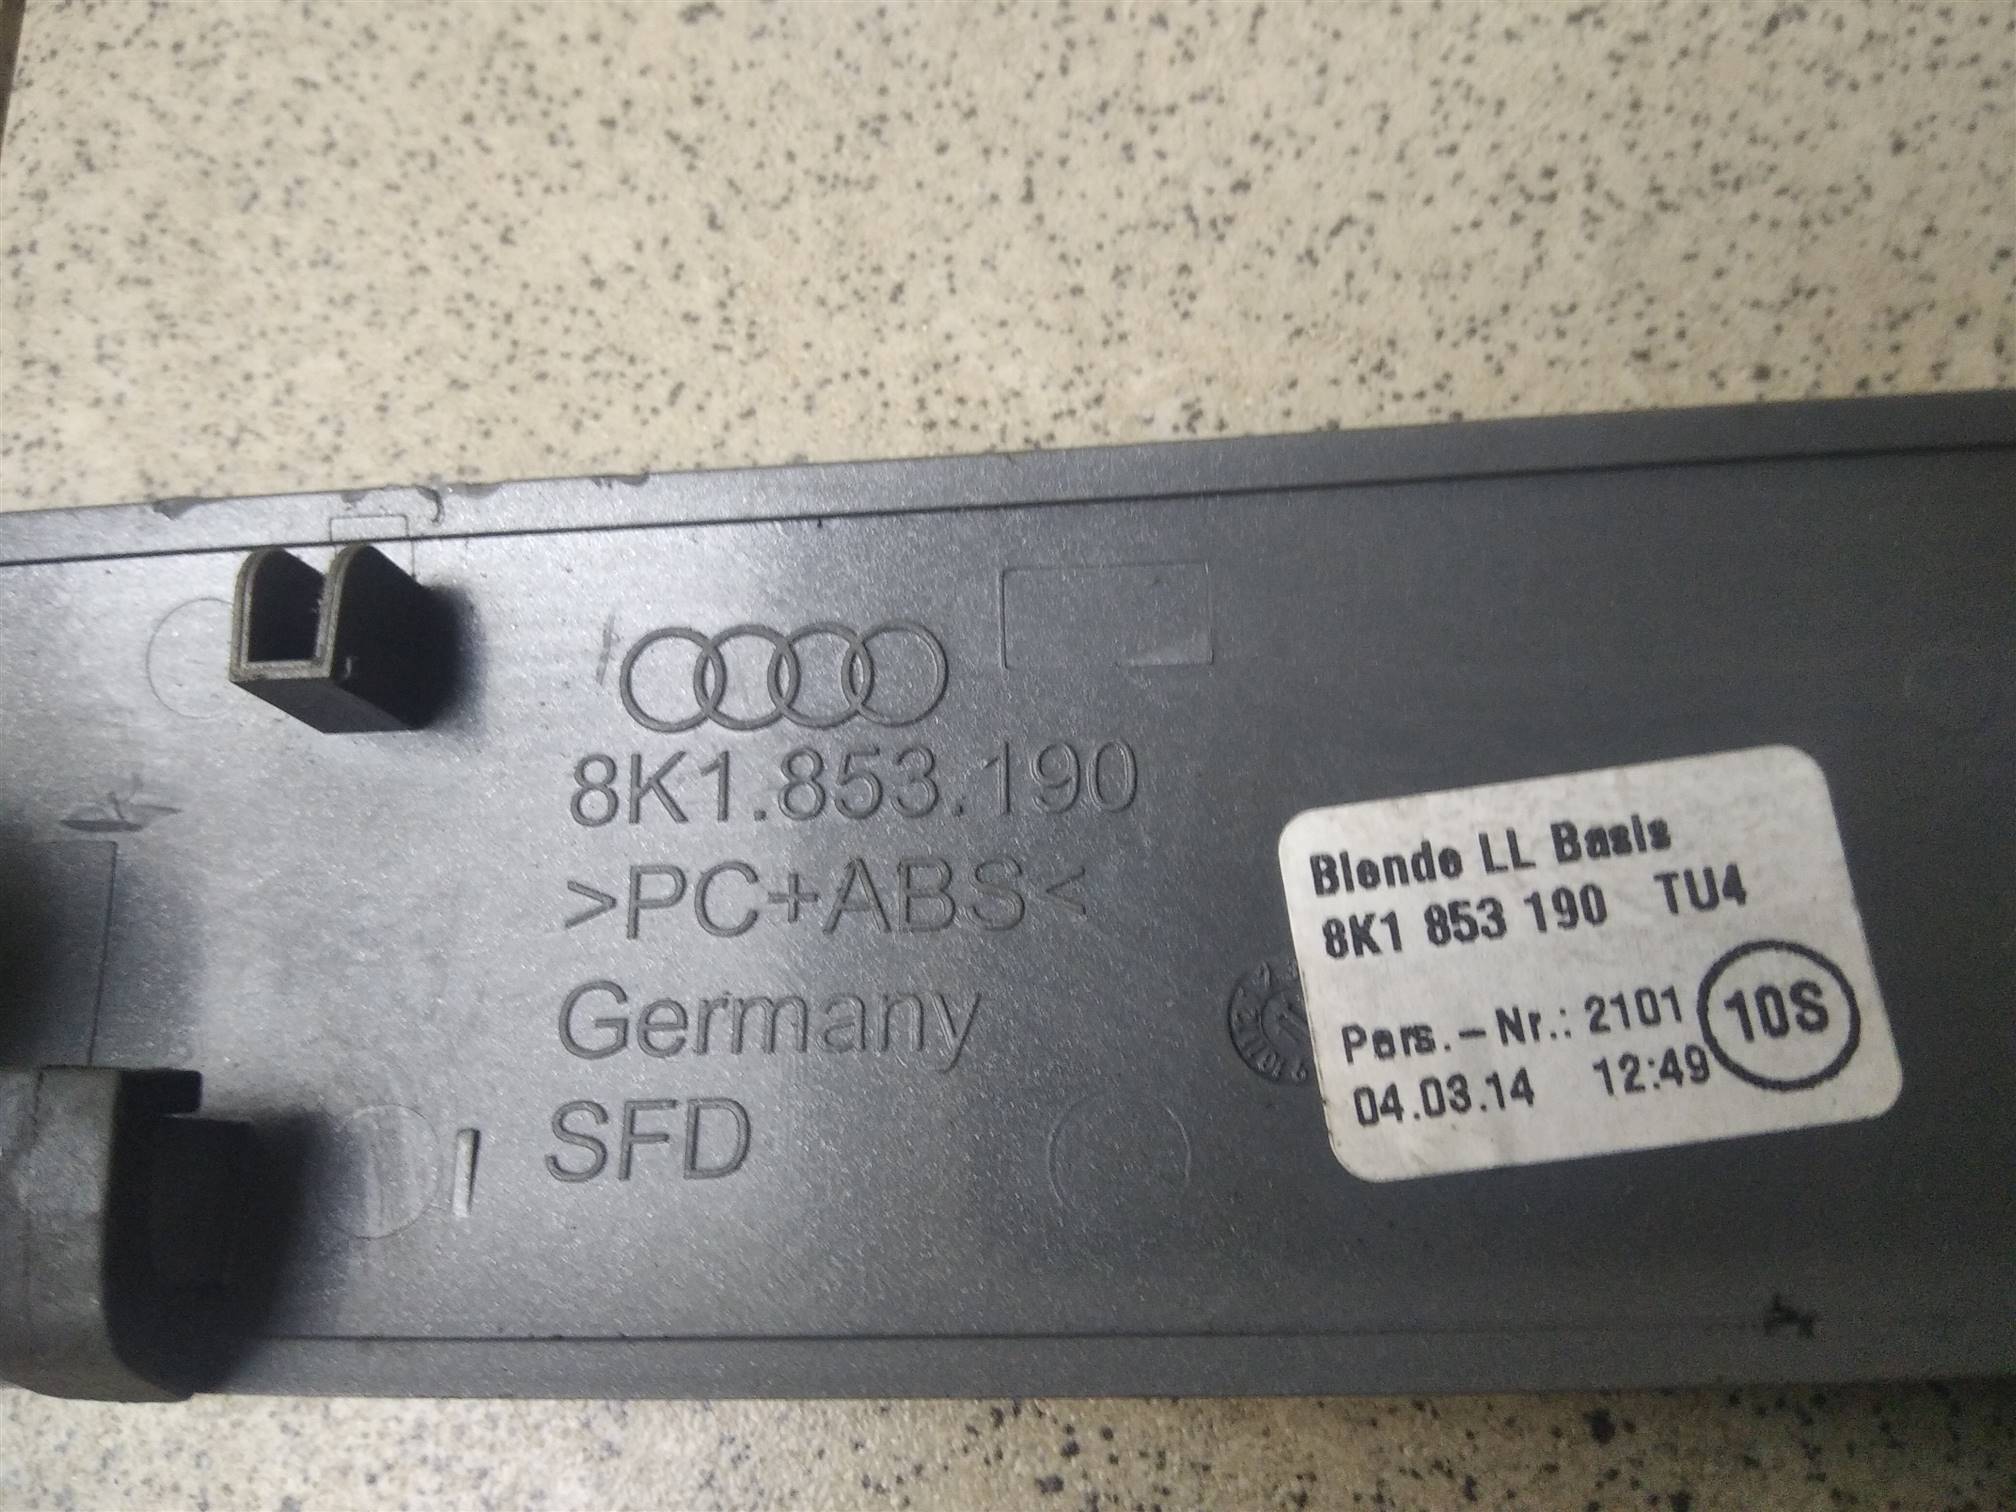 8K1.853.190
>PC+ABS<
Germany
SFD
Blende LL Basis
8K1 853 190 TU4
Pers.-Nr.: 2101
10S
04.03.14 12:49